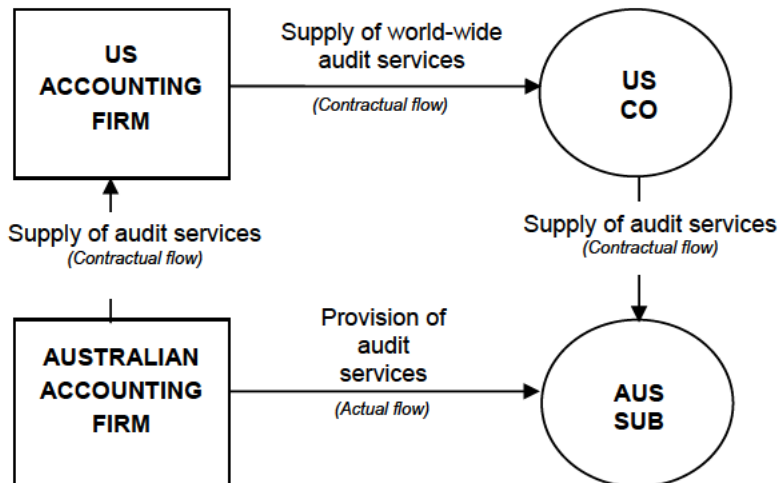 US
ACCOUNTING
FIRM
Supply of world-wide
audit services
(Contractual flow)
US
CO
Supply of audit services
(Contractual flow)
Supply of audit services
(Contractual flow)
AUSTRALIAN
ACCOUNTING
FIRM
Provision of
audit
services
(Actual flow)
AUS
SUB